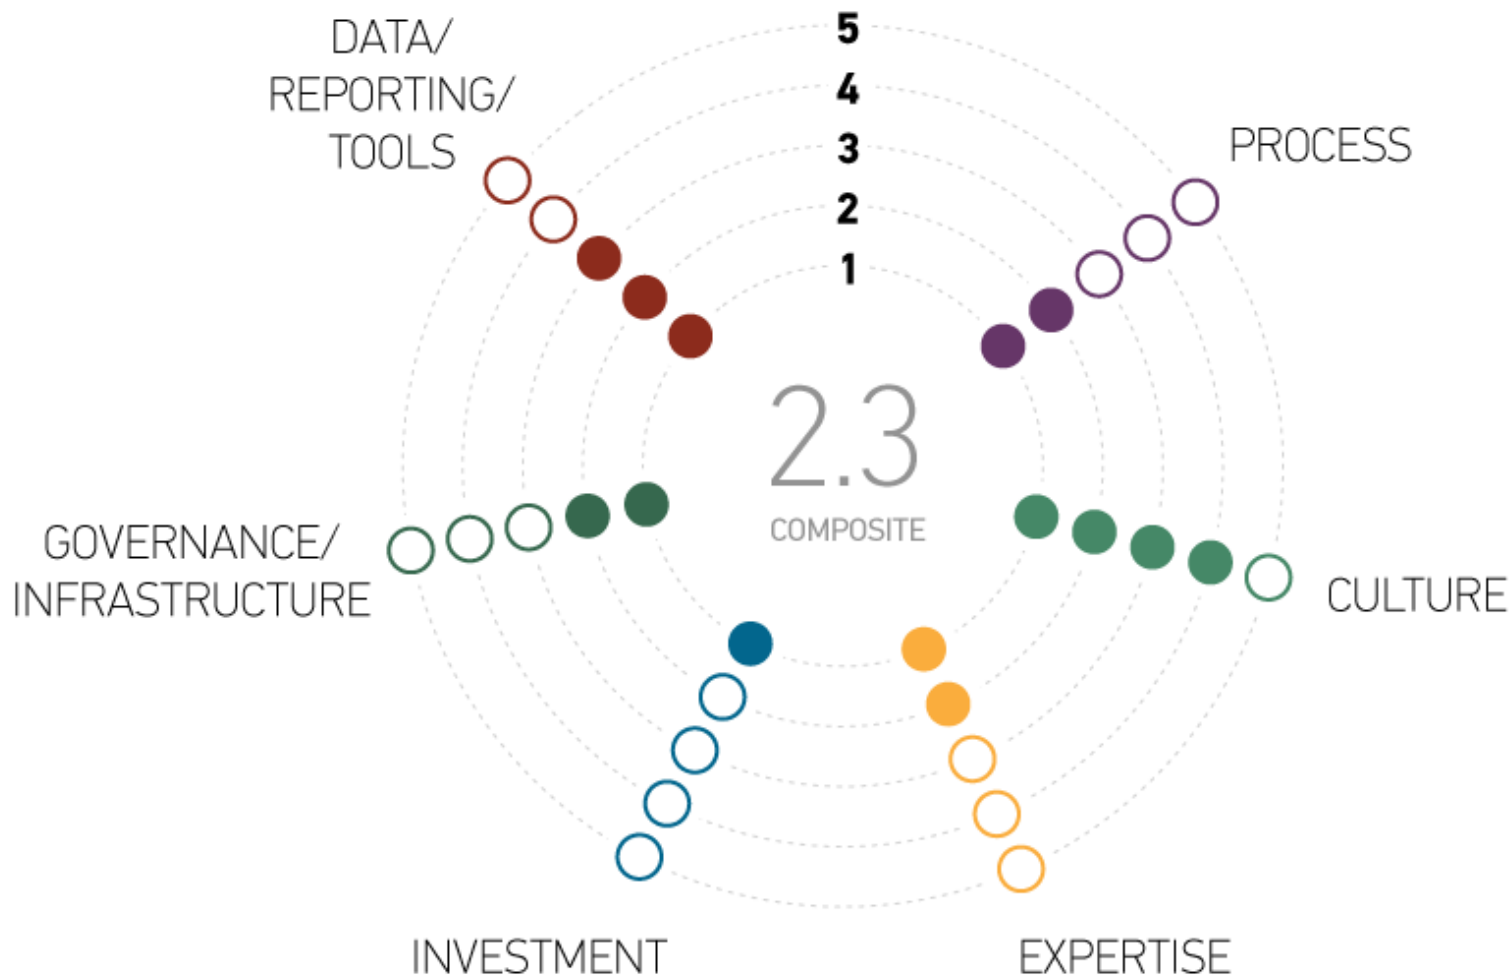 DATA/
REPORTING/
TOOLS
5
4
3
2
1
PROCESS
2.3
COMPOSITE
GOVERNANCE/
INFRASTRUCTURE
CULTURE
INVESTMENT
EXPERTISE